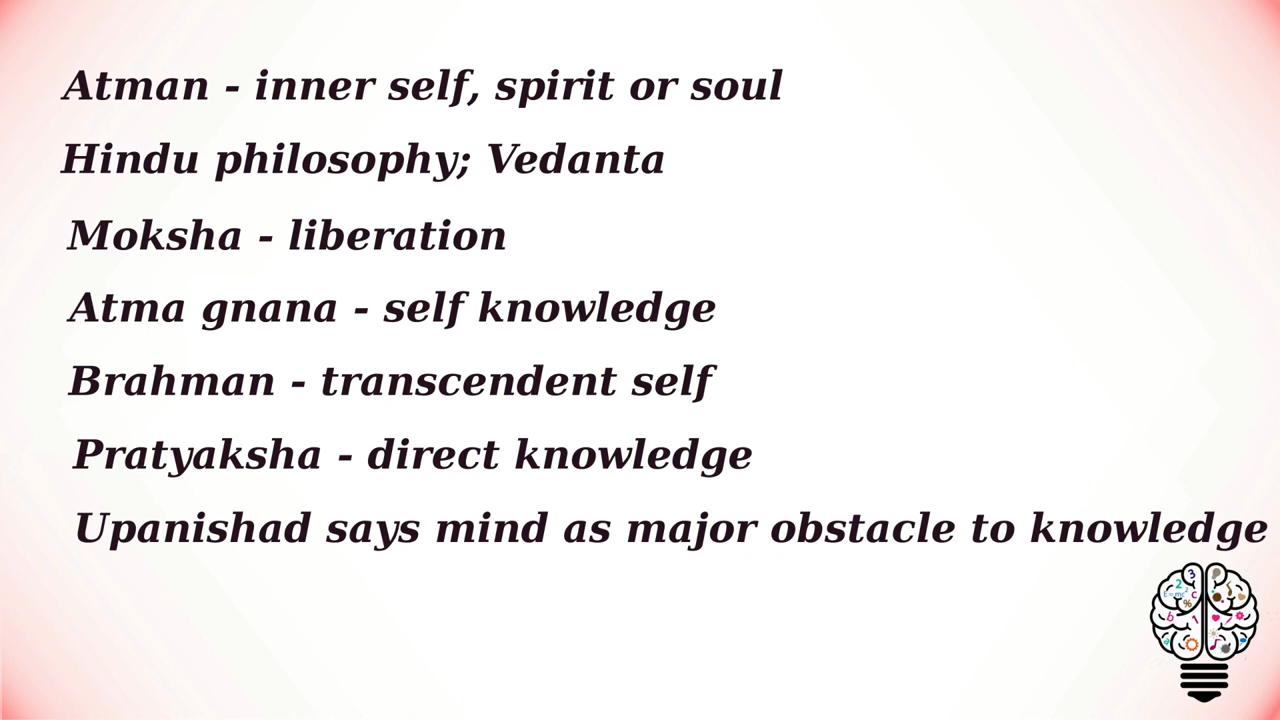 Atman - inner self, spirit or soul
Hindu philosophy; Vedanta
Moksha - liberation
Atma gnana - self knowledge
Brahman - transcendent self
Pratyaksha - direct knowledge
Upanishad says mind as major obstacle to knowledge